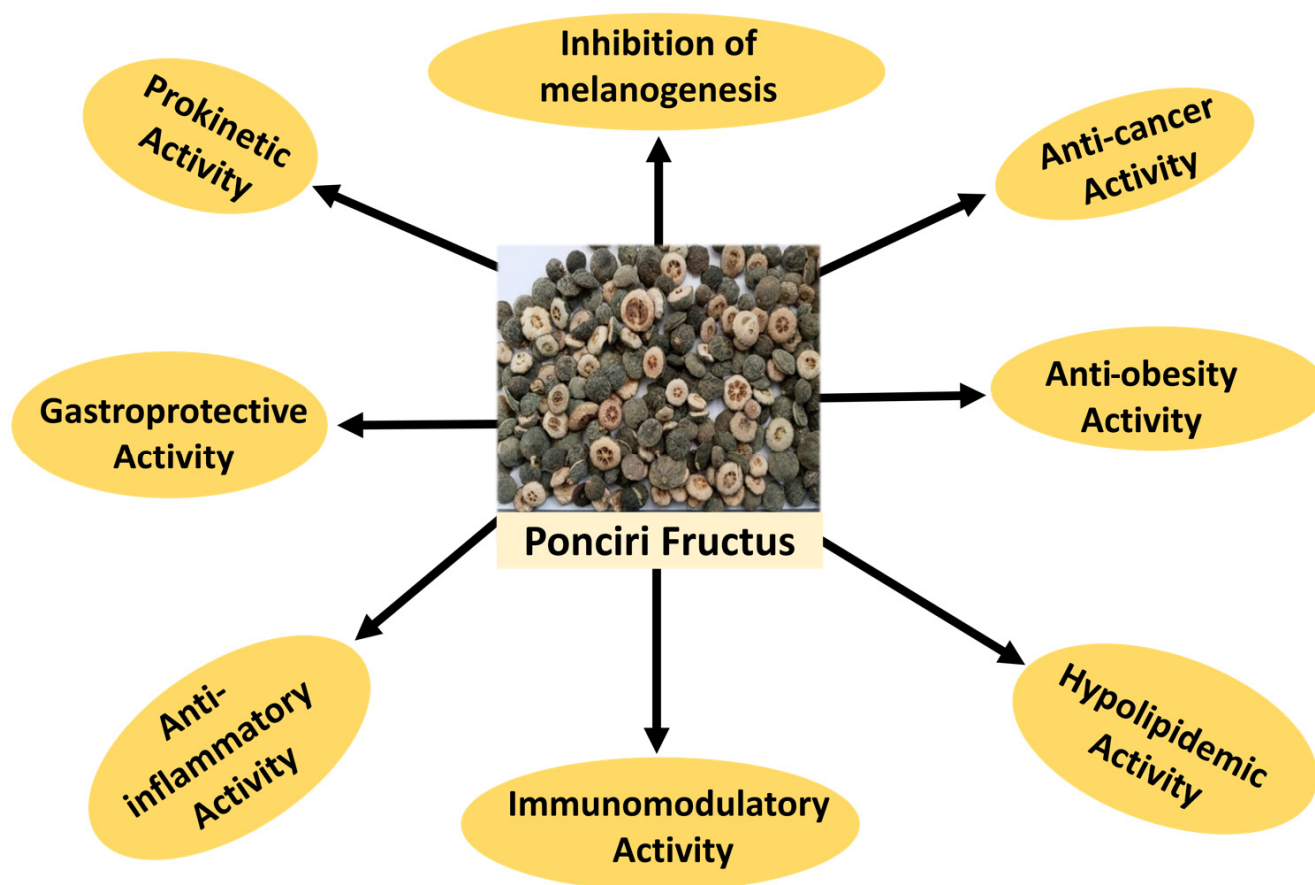 Inhibition of
melanogenesis
Prokinetic
Activity
Anti-cancer
Activity
Gastroprotective
Activity
Anti-obesity
Activity
Ponciri Fructus
Anti-
inflammatory
Activity
Immunomodulatory
Activity
Hypolipidemic
Activity